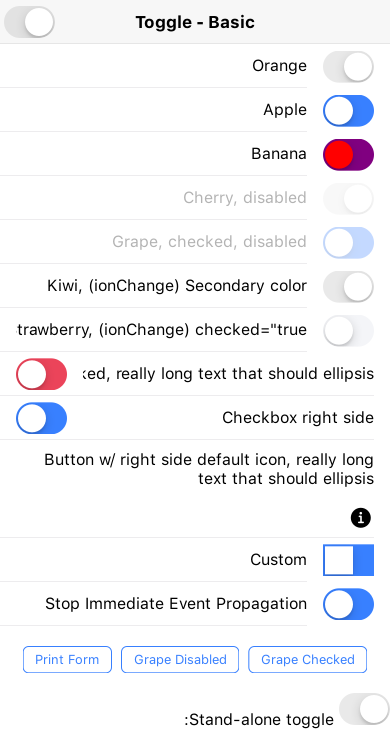 Toggle - Basic
Orange
Apple
Banana
Cherry, disabled
Grape, checked, disabled
Kiwi, (ionChange) Secondary color
trawberry, (ionChange) checked="true
ked, really long text that should ellipsis
Checkbox right side
Button w/ right side default icon, really long
text that should ellipsis
Custom
Stop Immediate Event Propagation
Print Form Grape Disabled Grape Checked
:Stand-alone toggle